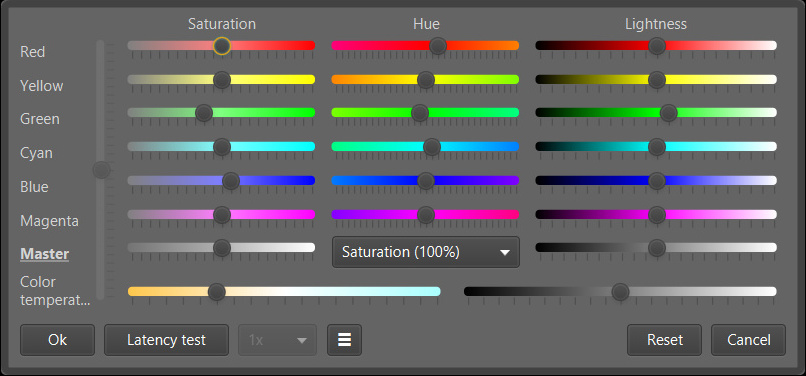 Saturation Hue Lightness
Red
Yellow
Green
Cyan
Blue
Magenta
Master
Saturation (100%)
Color
temperat...
Ok Latency test 1x Reset Cancel